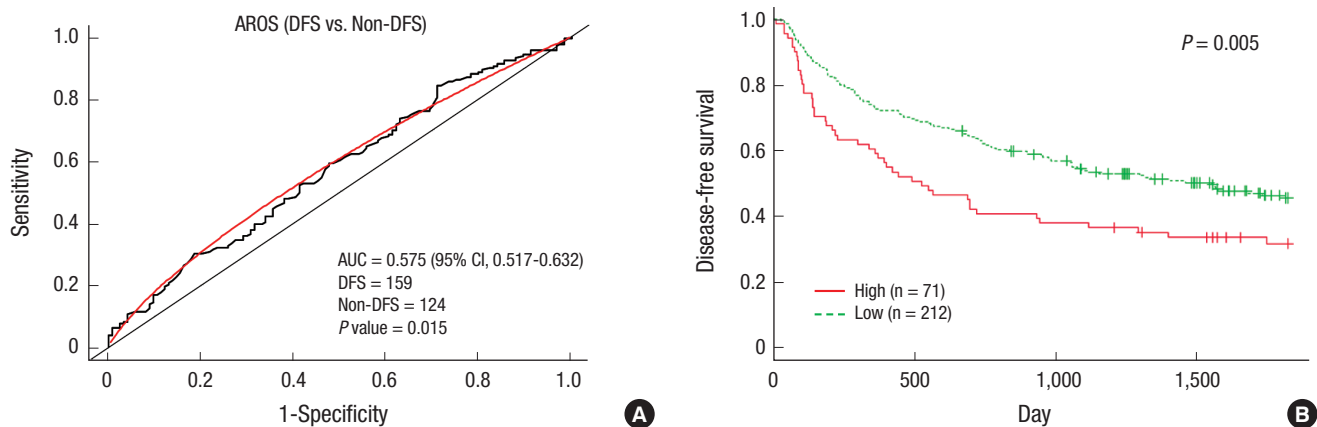 AROS (DFS vs. Non-DFS)
1.0
0.8
0.6
0.4
0.2
0
Sensitivity
AUC = 0.575 (95% CI, 0.517-0.632)
DFS = 159
Non-DFS = 124
P value = 0.015
0 0.2 0.4 0.6 0.8 1.0
1-Specificity
A
P = 0.005
1.0
0.8
0.6
0.4
0.2
0
Disease-free survival
High (n = 71)
Low (n = 212)
0 500 1,000 1,500
Day
B